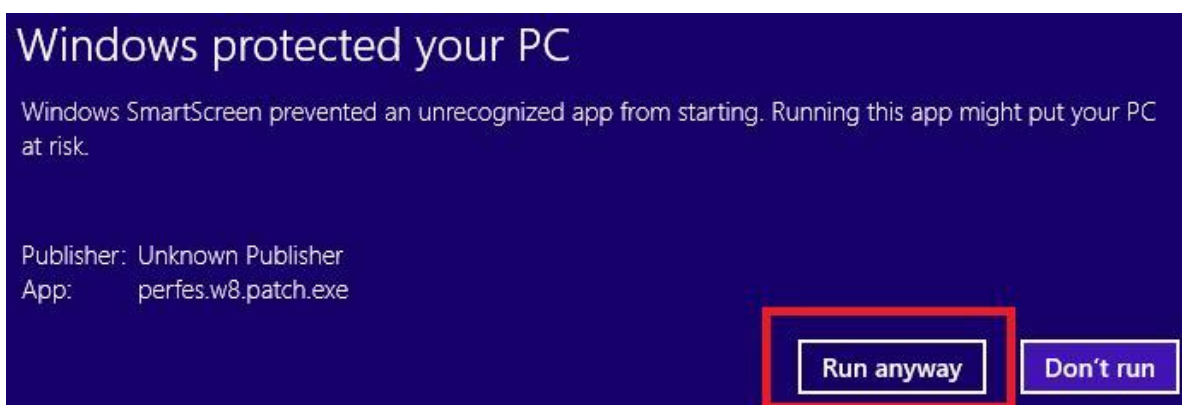 Windows protected your PC
Windows SmartScreen prevented an unrecognized app from starting. Running this app might put your PC
at risk.
Publisher: Unknown Publisher
App: perfes.w8.patch.exe
Run anyway Don't run